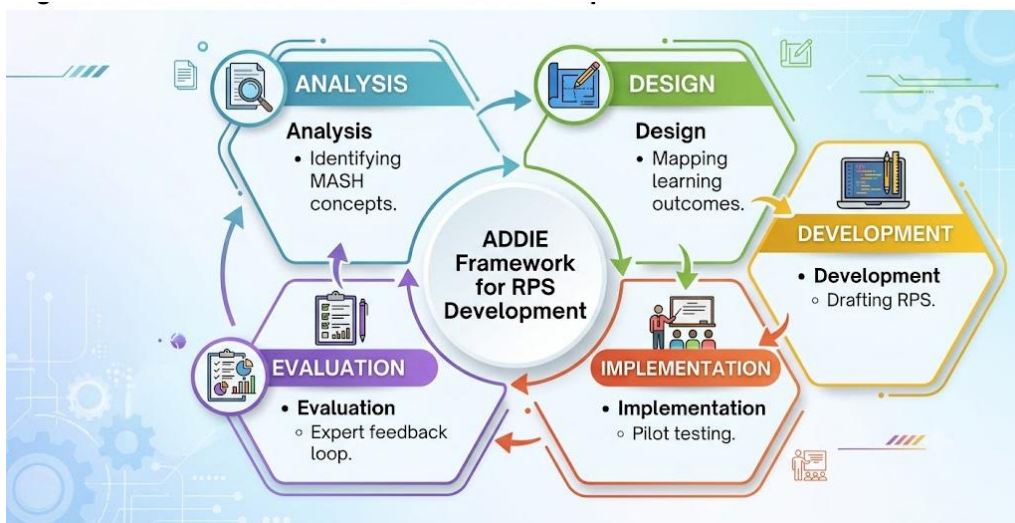 ANALYSIS
Analysis
• Identifying
MASH
concepts.
DESIGN
Design
• Mapping
learning
outcomes.
DEVELOPMENT
• Development
◦ Drafting RPS.
ADDIE
Framework
for RPS
Development
IMPLEMENTATION
• Implementation
◦ Pilot testing.
EVALUATION
• Evaluation
◦ Expert feedback
loop.